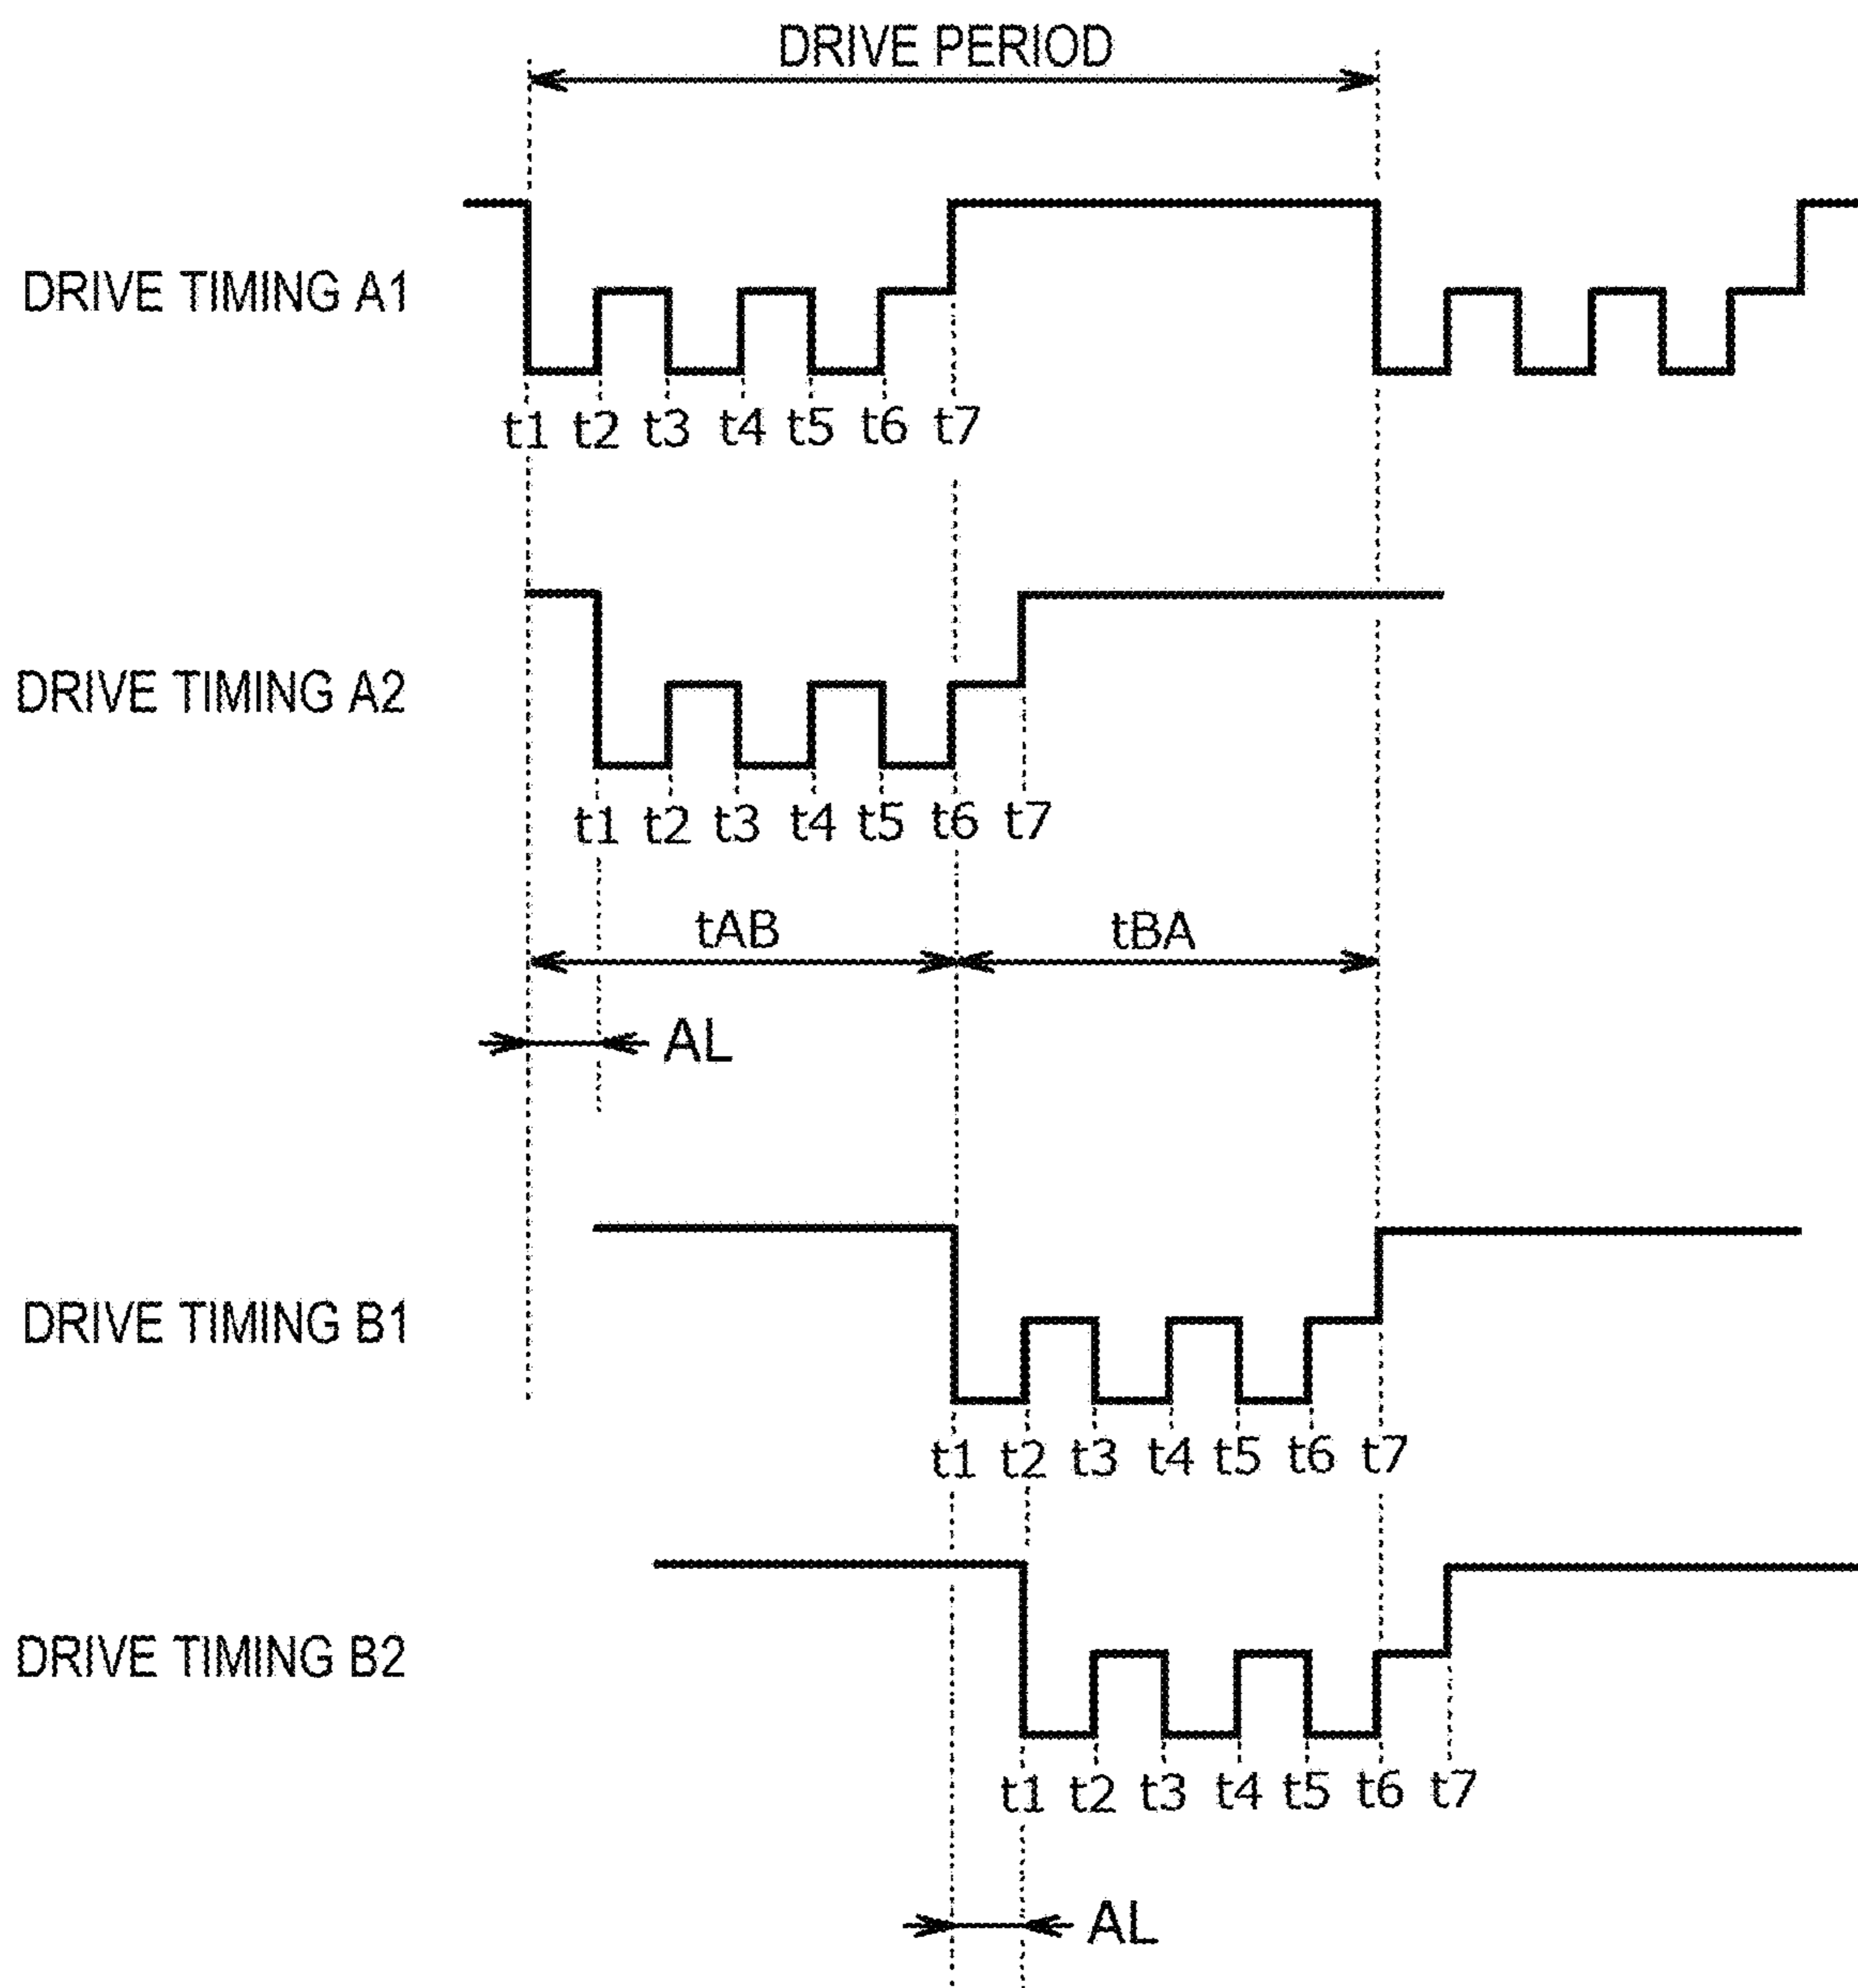 DRIVE PERIOD
DRIVE TIMING A1
t1 t2 t3 t4 t5 t6 t7
DRIVE TIMING A2
t1 t2 t3 t4 t5 t6 t7
tAB tBA
AL
DRIVE TIMING B1
t1 t2 t3 t4 t5 t6 t7
DRIVE TIMING B2
t1 t2 t3 t4 t5 t6 t7
AL